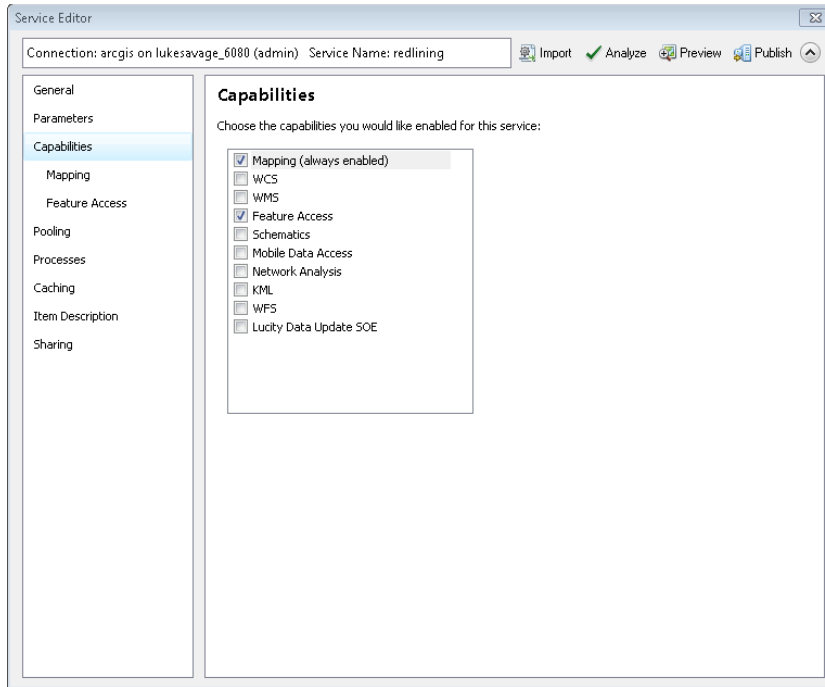 Service Editor
Connection: arcgis on lukesavage_6080 (admin) Service Name: redlining
Import
Analyze
Preview
Publish
General
Parameters
Capabilities
Mapping
Feature Access
Pooling
Processes
Caching
Item Description
Sharing
Capabilities
Choose the capabilities you would like enabled for this service:
Mapping (always enabled)
WCS
WMS
Feature Access
Schematics
Mobile Data Access
Network Analysis
KML
WFS
Lucity Data Update SOE